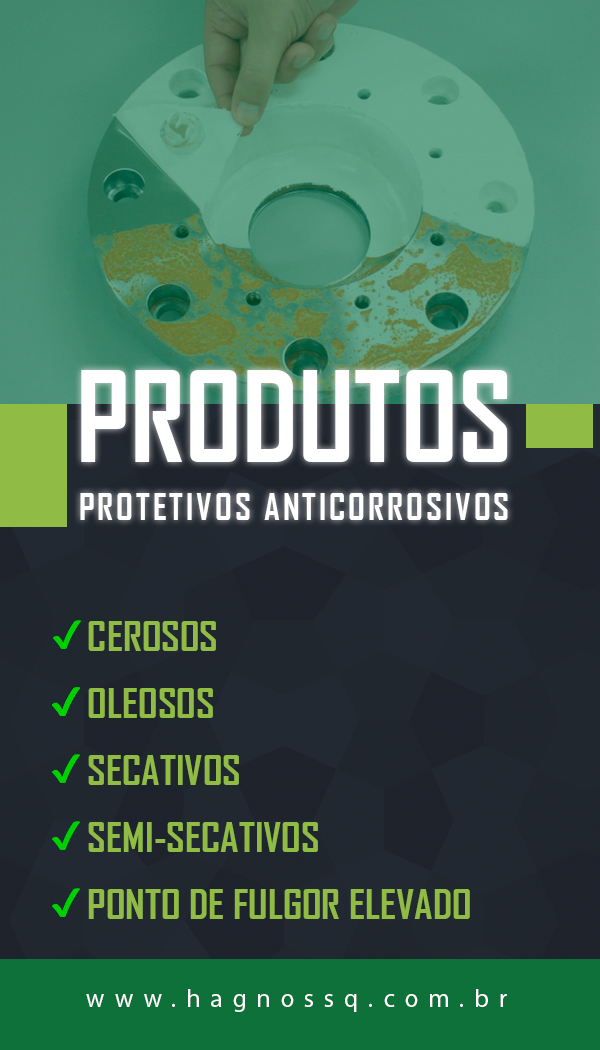 PRODUTOS
PROTETIVOS ANTICORROSIVOS
✓ CEROSOS
✓ OLEOSOS
✓ SECATIVOS
✓ SEMI-SECATIVOS
✓ PONTO DE FULGOR ELEVADO
www.hagnossq.com.br